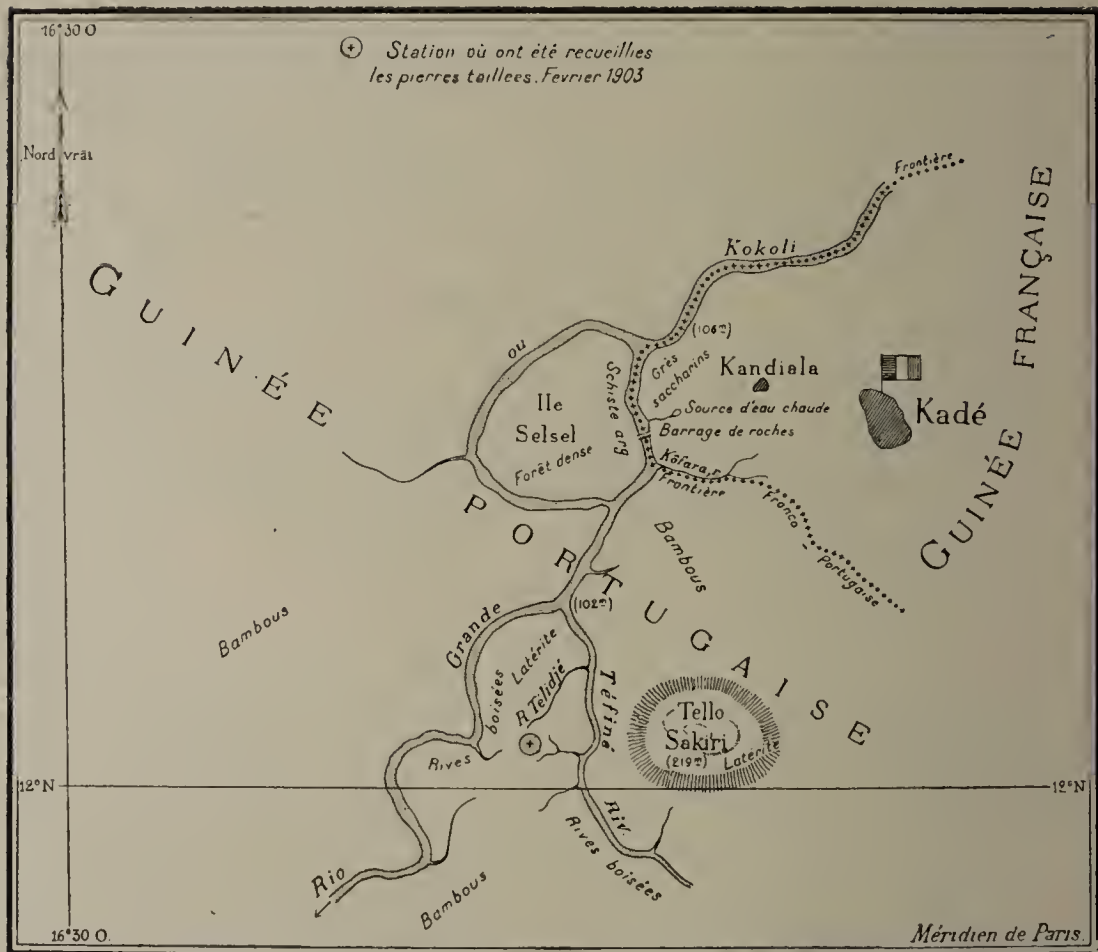 16°30 O
Station où ont été recueillies
les pierres taillees. Fevrier 1903
Nord vrai
Frontière
Kokoli
GUINÉE FRANÇAISE
GUINÉE PORTUGAISE
ou
(106m)
Grès
saccharins
Schiste arg
Kandiala
Kadé
Source d'eau chaude
Barrage de roches
Ile
Selsel
Forêt dense
Kôfara, r.
Frontière
Franco - Portugaise
Bambous
Bambous
(102m)
Grande
Latérite
R. Télidjé
boisées
Rives
Téfiné
Tello
Sakiri
(219m)
Latérite
12°N
12°N
Riv.
Rives boisées
Rio
Bambous
16°30 O.
Méridien de Paris.